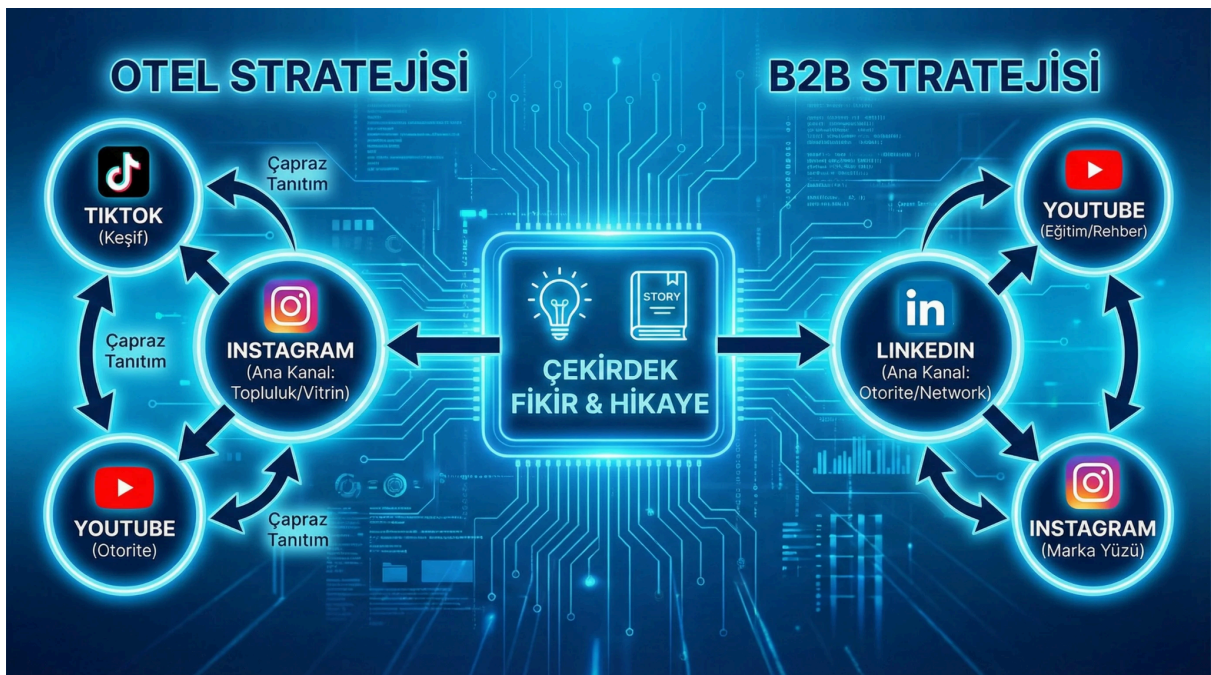 OTEL STRATEJİSİ
B2B STRATEJİSİ
TIKTOK
(Keşif)
Çapraz
Tanıtım
INSTAGRAM
(Ana Kanal:
Topluluk/Vitrin)
Çapraz
Tanıtım
YOUTUBE
(Otorite)
Çapraz
Tanıtım
STORY
ÇEKİRDEK
FİKİR & HİKAYE
in
LINKEDIN
(Ana Kanal:
Otorite/Network)
YOUTUBE
(Eğitim/Rehber)
INSTAGRAM
(Marka Yüzü)